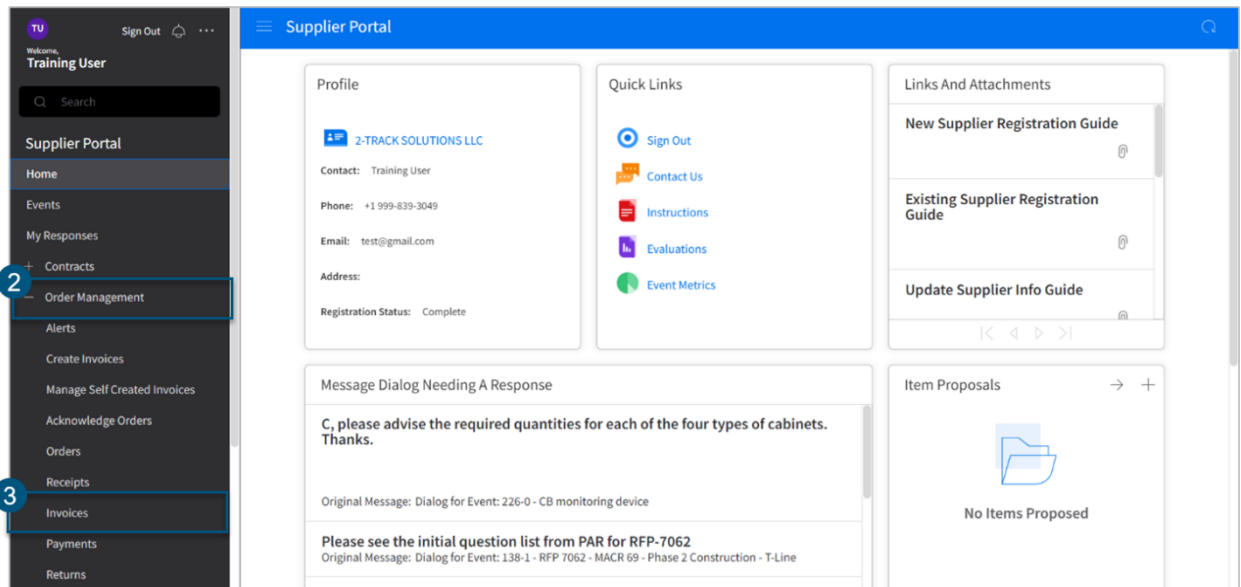 TU
Sign Out
Welcome,
Training User
Search
Supplier Portal
Home
Events
My Responses
+ Contracts
2
− Order Management
Alerts
Create Invoices
Manage Self Created Invoices
Acknowledge Orders
Orders
Receipts
3
Invoices
Payments
Returns
Supplier Portal
Profile
2-TRACK SOLUTIONS LLC
Contact: Training User
Phone: +1 999-839-3049
Email: test@gmail.com
Address:
Registration Status: Complete
Quick Links
Sign Out
Contact Us
Instructions
Evaluations
Event Metrics
Links And Attachments
New Supplier Registration Guide
Existing Supplier Registration
Guide
Update Supplier Info Guide
Message Dialog Needing A Response
C, please advise the required quantities for each of the four types of cabinets.
Thanks.
Original Message: Dialog for Event: 226-0 - CB monitoring device
Please see the initial question list from PAR for RFP-7062
Original Message: Dialog for Event: 138-1 - RFP 7062 - MACR 69 - Phase 2 Construction - T-Line
Item Proposals
No Items Proposed